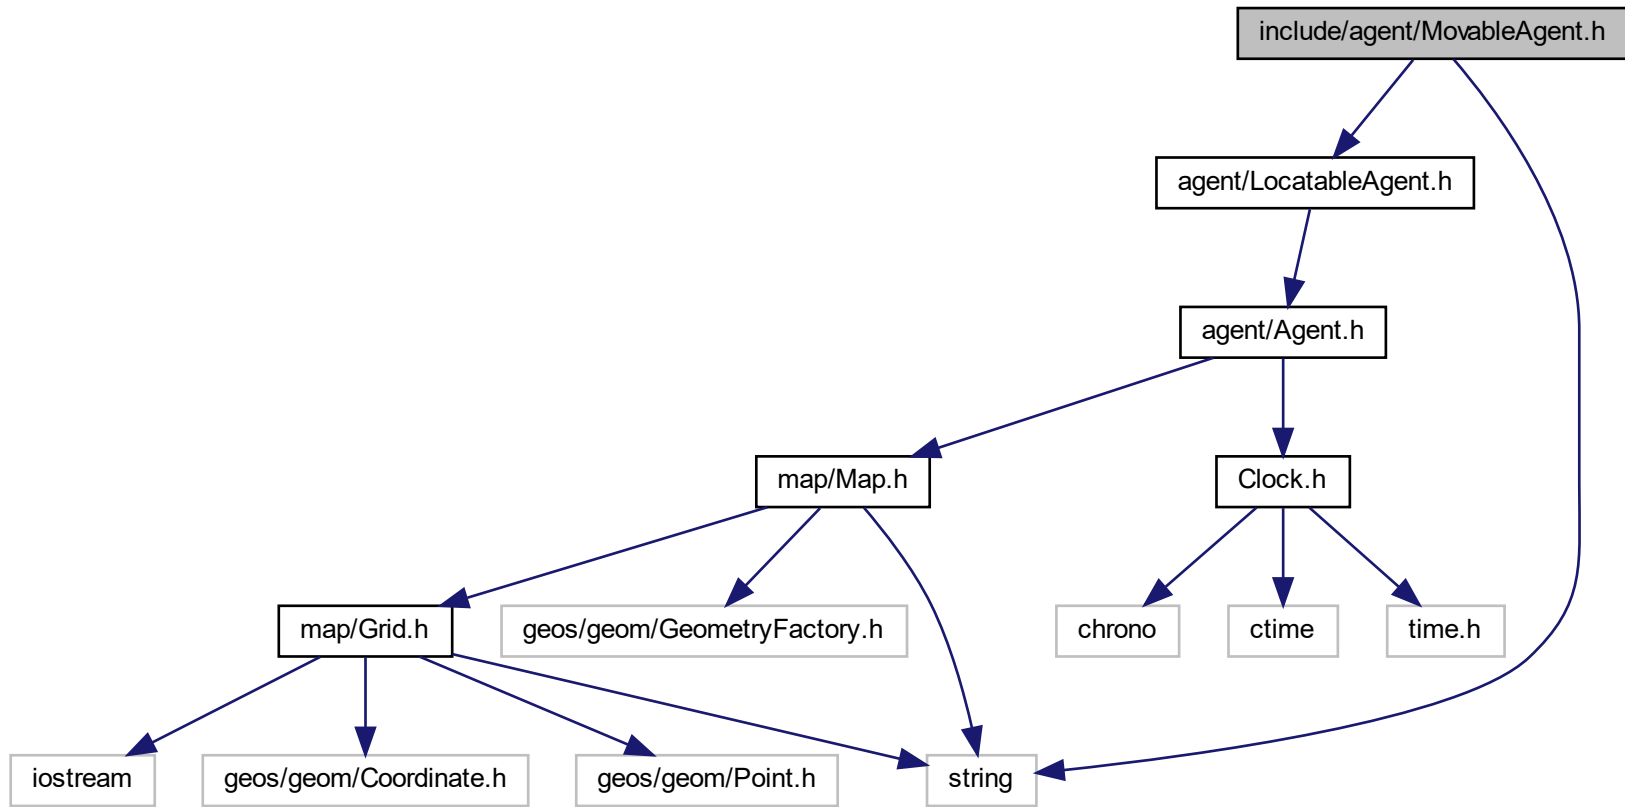 include/agent/MovableAgent.h
agent/LocatableAgent.h
agent/Agent.h
map/Map.h
Clock.h
map/Grid.h
geos/geom/GeometryFactory.h
chrono
ctime
time.h
iostream
geos/geom/Coordinate.h
geos/geom/Point.h
string